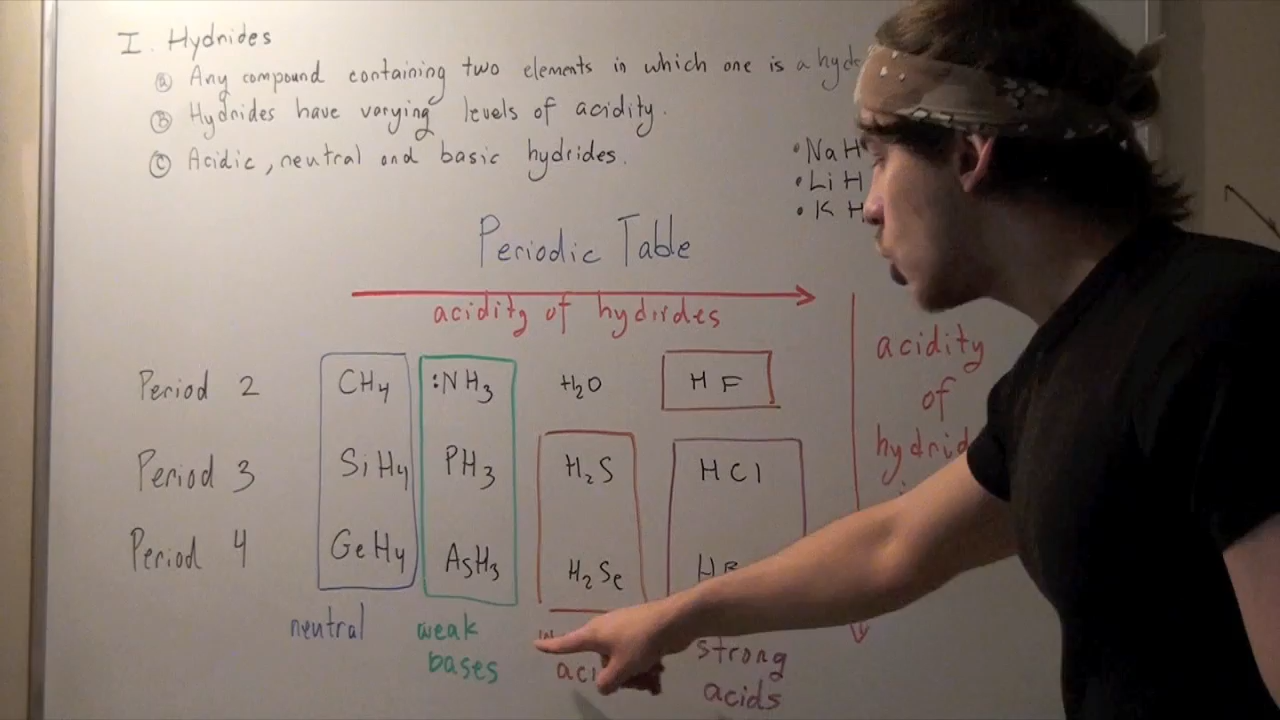 I. Hydrides
Ⓐ Any compound containing two elements in which one is a
Ⓑ Hydrides have varying levels of acidity.
Ⓒ Acidic, neutral and basic hydrides.
• NaH
• LiH
• KH
Periodic Table
acidity of hydirdes
acidity
of
Period 2 CH4 :NH3 H2O HF
Period 3 SiH4 PH3 H2S HCl
Period 4 GeH4 AsH3 H2Se
neutral
weak
bases
strong
acids